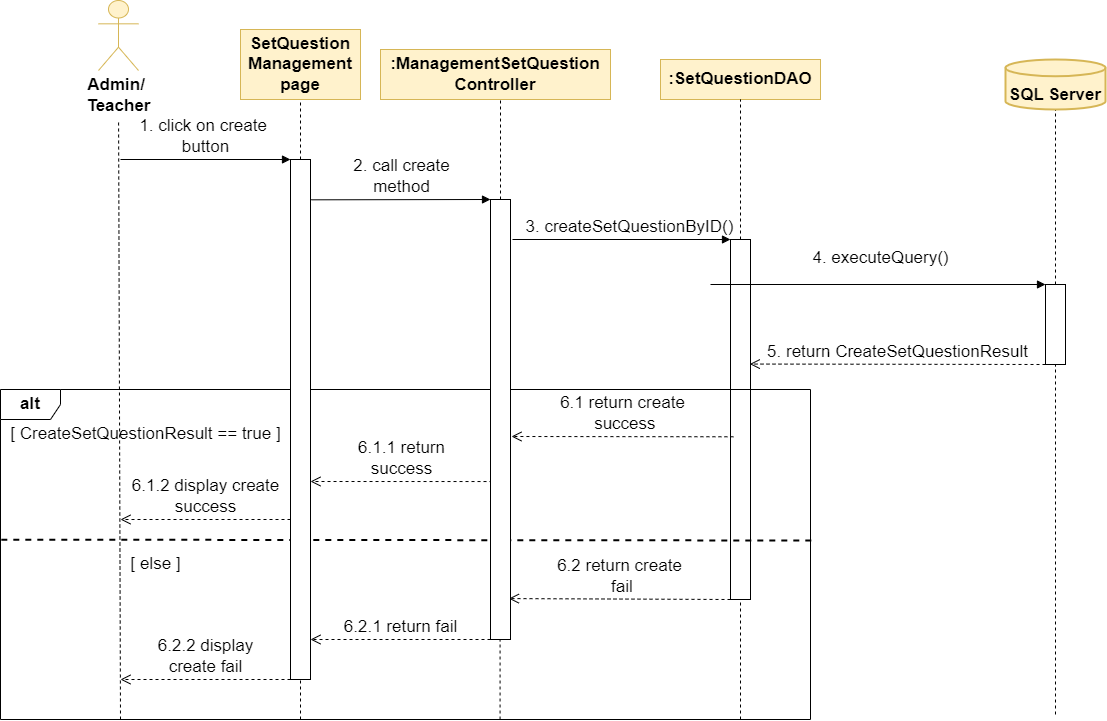 Admin/
Teacher
SetQuestion
Management
page
:ManagementSetQuestion
Controller
:SetQuestionDAO
SQL Server
1. click on create
button
2. call create
method
3. createSetQuestionByID()
4. executeQuery()
5. return CreateSetQuestionResult
alt
[ CreateSetQuestionResult == true ]
6.1 return create
success
6.1.1 return
success
6.1.2 display create
success
[ else ]
6.2 return create
fail
6.2.1 return fail
6.2.2 display
create fail